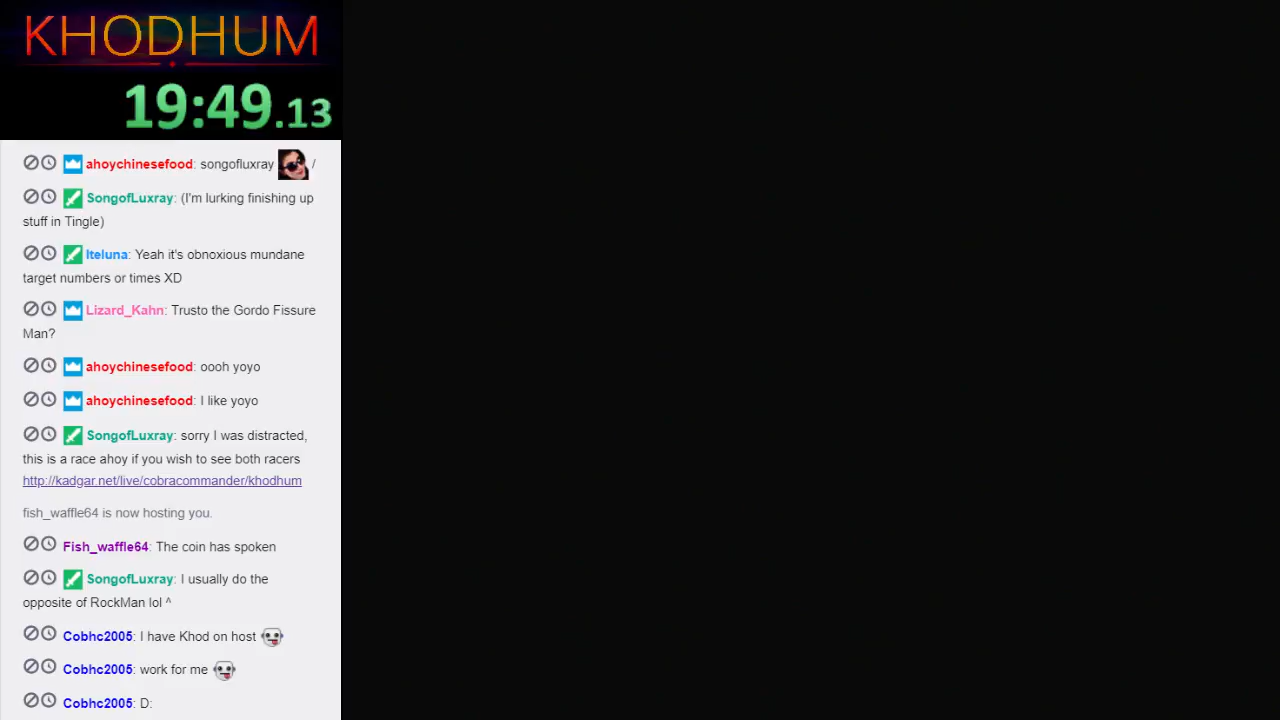 KHODHUM
19:49.13
ahoychinesefood: songofluxray /
SongofLuxray: (I'm lurking finishing up
stuff in Tingle)
Iteluna: Yeah it's obnoxious mundane
target numbers or times XD
Lizard_Kahn: Trusto the Gordo Fissure
Man?
ahoychinesefood: oooh yoyo
ahoychinesefood: I like yoyo
SongofLuxray: sorry I was distracted,
this is a race ahoy if you wish to see both racers
http://kadgar.net/live/cobracommander/khodhum
fish_waffle64 is now hosting you.
Fish_waffle64: The coin has spoken
SongofLuxray: I usually do the
opposite of RockMan lol ^
Cobhc2005: I have Khod on host
Cobhc2005: work for me
Cobhc2005: D: